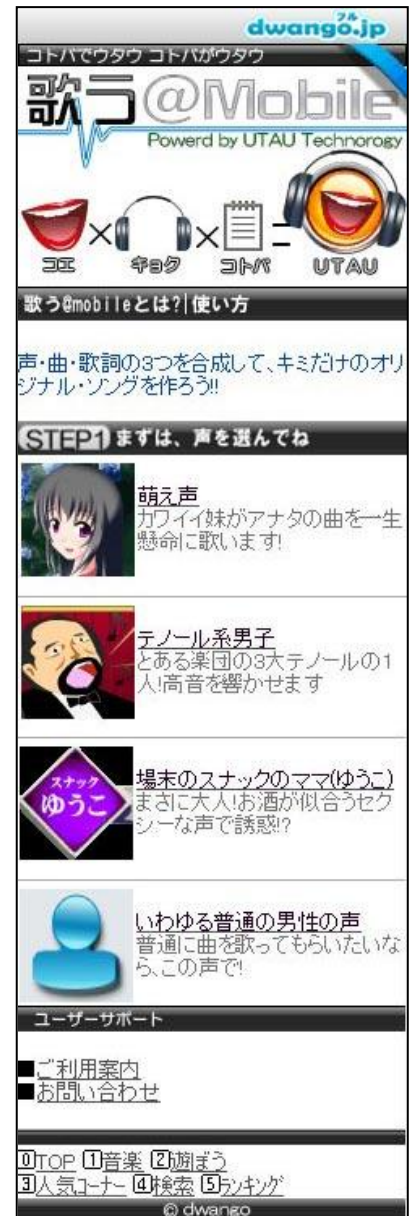 dwango.jp
フル
コトバでウタウ コトバがウタウ
歌う@Mobile
Powerd by UTAU Technorogy
×××=
コエ キョク コトバ UTAU
歌う@mobileとは?|使い方
声・曲・歌詞の3つを合成して、キミだけのオリ
ジナル・ソングを作ろう!!
STEP1 まずは、声を選んでね
萌え声
カワイイ妹がアナタの曲を一生
懸命に歌います!
テノール系男子
とある楽団の3大テノールの1
人!高音を響かせます
スナック
ゆうこ
場末のスナックのママ(ゆうこ)
まさに大人!お酒が似合うセク
シーな声で誘惑!?
いわゆる普通の男性の声
普通に曲を歌ってもらいたいな
ら、この声で!
ユーザーサポート
■ご利用案内
■お問い合わせ
0TOP 1音楽 2遊ぼう
3人気コーナー 4検索 5ランキング
© dwango